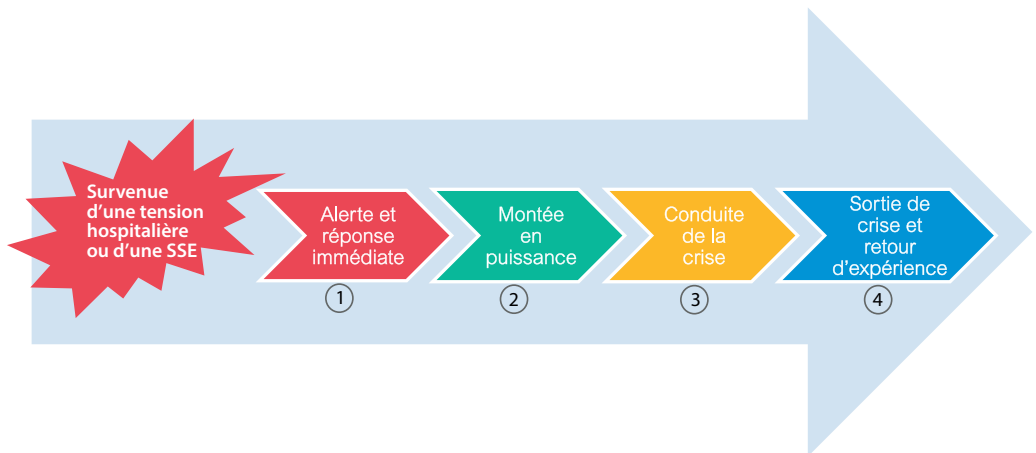 Survenue
d'une tension
hospitalière
ou d'une SSE
Alerte et
réponse
immédiate
1
Montée
en
puissance
2
Conduite
de la
crise
3
Sortie de
crise et
retour
d'expérience
4